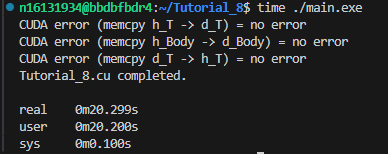 n16131934@bbdbfbdr4:~/Tutorial_8$ time ./main.exe
CUDA error (memcpy h_T -> d_T) = no error
CUDA error (memcpy h_Body -> d_Body) = no error
CUDA error (memcpy d_T -> h_T) = no error
Tutorial_8.cu completed.
real 0m20.299s
user 0m20.200s
sys 0m0.100s